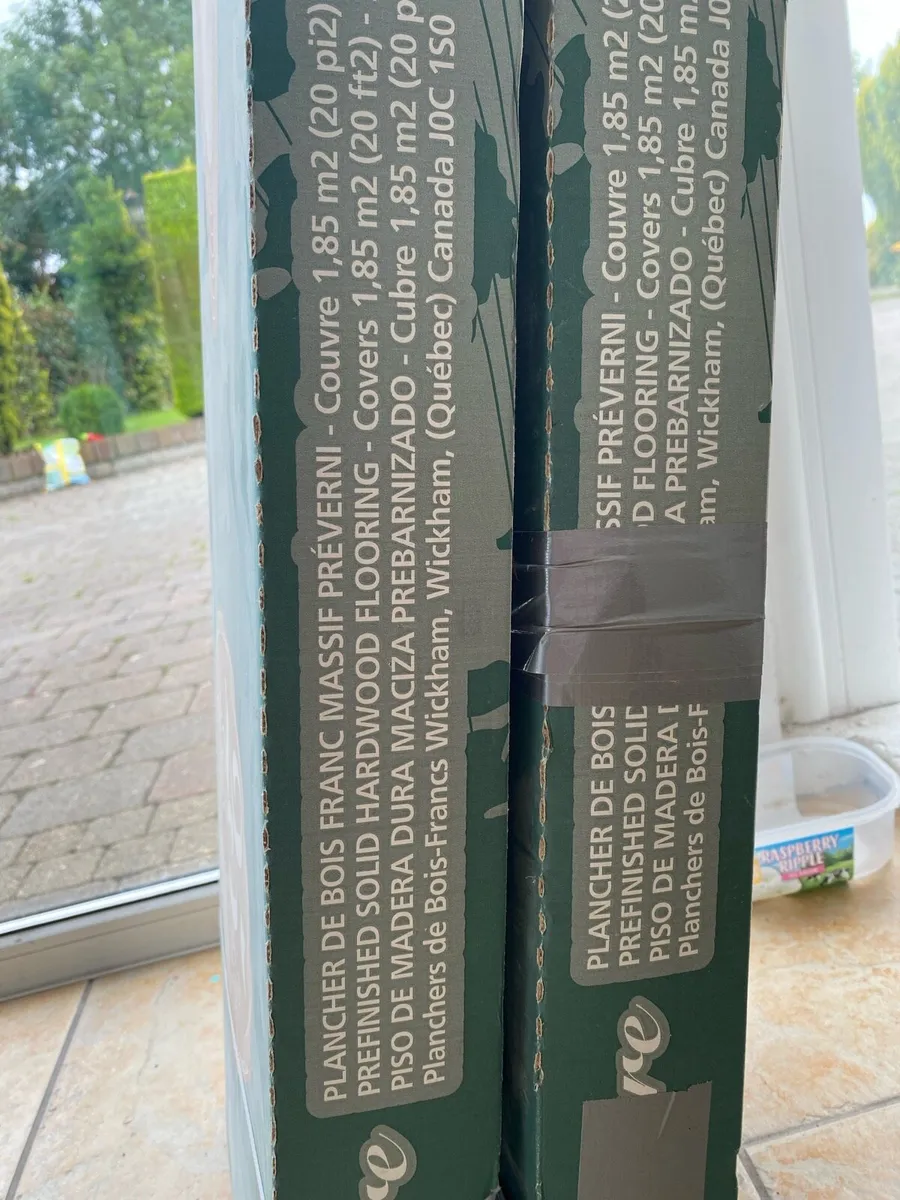 PLANCHER DE BOIS FRANC MASSIF PRÉVERNI - Couvre 1,85 m2 (20 pi2)
PREFINISHED SOLID HARDWOOD FLOORING - Covers 1,85 m2 (20 ft2) -
PISO DE MADERA DURA MACIZA PREBARNIZADO - Cubre 1,85 m2 (20 p
Planchers de Bois-Francs Wickham, Wickham, (Québec) Canada J0C 1S0
e
PLANCHER DE BOIS SSIF PRÉVERNI - Couvre 1,85 m2 (2
PREFINISHED SOLID D FLOORING - Covers 1,85 m2 (20
PISO DE MADERA A PREBARNIZADO - Cubre 1,85 m
Planchers de Bois-F am, Wickham, (Québec) Canada J0
re
RASPBERRY
RIPPLE